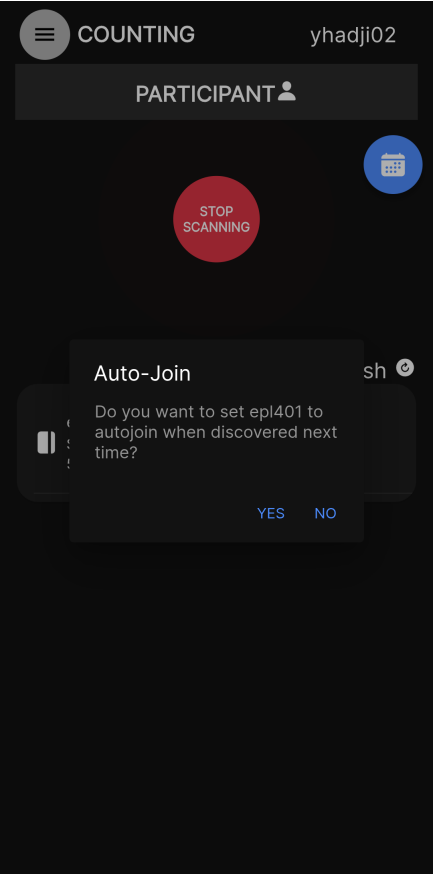 COUNTING
yhadji02
PARTICIPANT
STOP
SCANNING
Auto-Join
Do you want to set epl401 to
autojoin when discovered next
time?
YES
NO